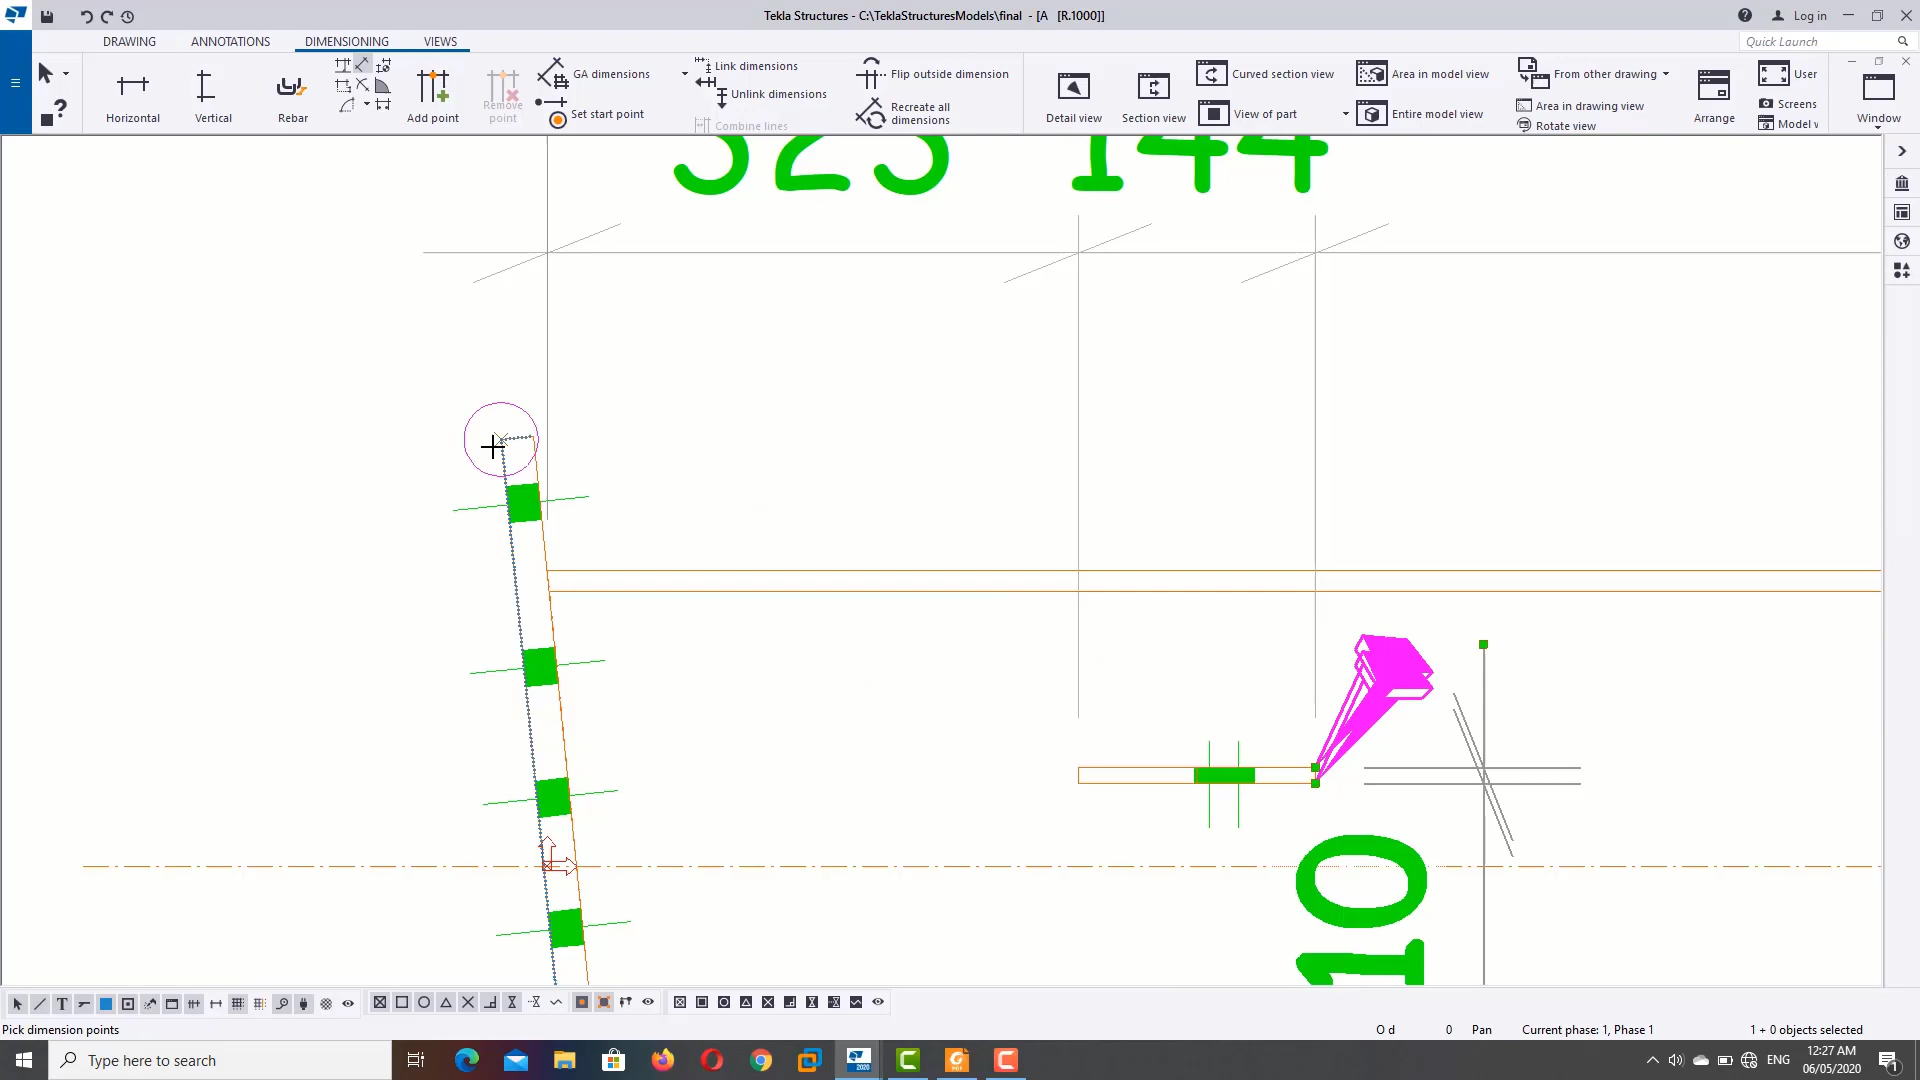 Tekla Structures - C:\TeklaStructuresModels\final - [A [R.1000]]
Log in
DRAWING
ANNOTATIONS
DIMENSIONING
VIEWS
Quick Launch
Horizontal
Vertical
Rebar
Add point
Remove point
GA dimensions
Set start point
Link dimensions
Unlink dimensions
Combine lines
Flip outside dimension
Recreate all dimensions
Detail view
Section view
Curved section view
View of part
Area in model view
Entire model view
From other drawing
Area in drawing view
Rotate view
Arrange
User
Screens
Model v
Window
144
10
Pick dimension points
O d
0
Pan
Current phase: 1, Phase 1
1 + 0 objects selected
Type here to search
2020
ENG
12:27 AM
06/05/2020
1